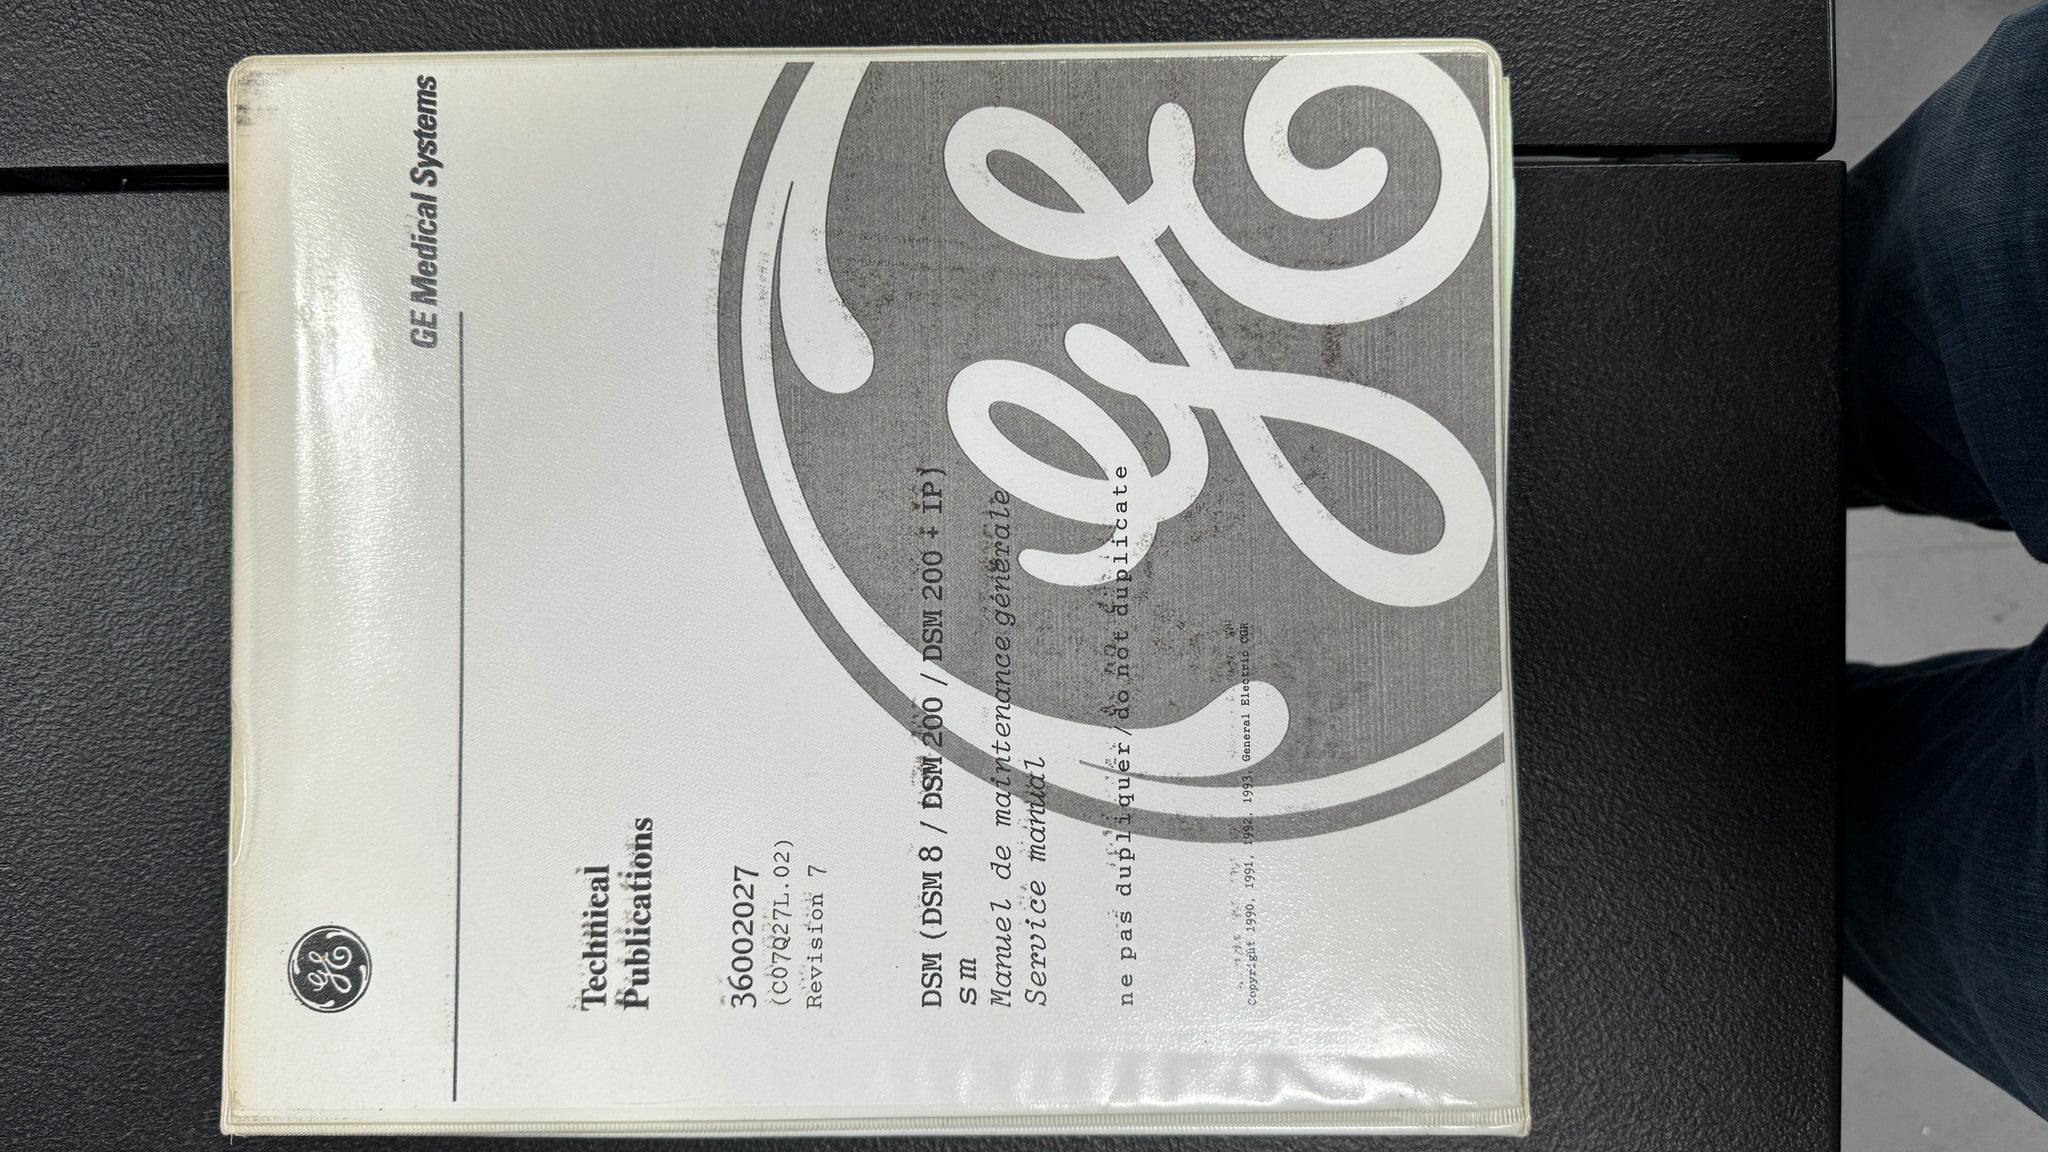 GE Medical Systems
Technical
Publications
36002027
(C07Q27L.02)
Revision 7
DSM (DSM 8 / DSM 200 / DSM 200 + IP)
sm
Manuel de maintenance générale
Service manual
ne pas dupliquer/do not duplicate
Copyright 1990, 1991, 1992, 1993. General Electric CGR